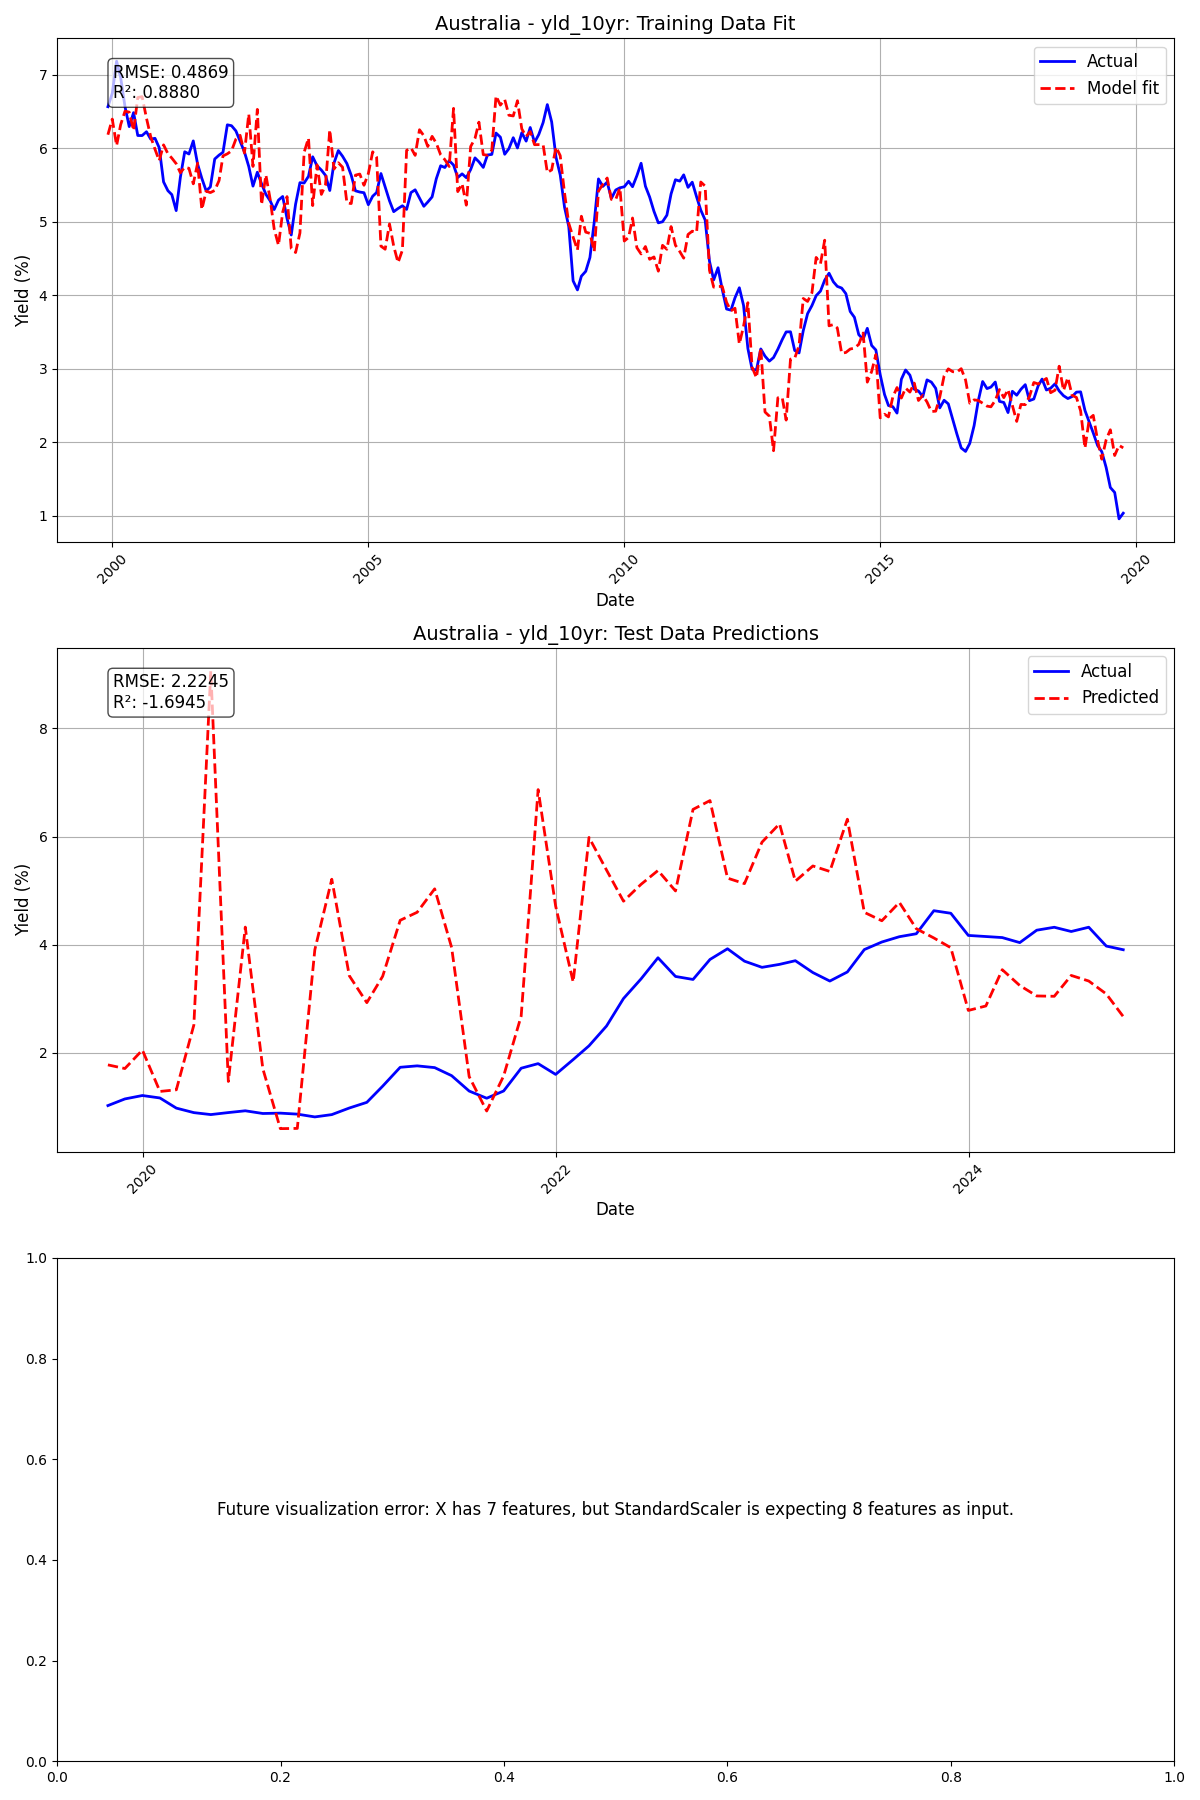 Australia - yld_10yr: Training Data Fit
RMSE: 0.4869
R²: 0.8880
Actual
Model fit
Yield (%)
7
6
5
4
3
2
1
2000
2005
2010
2015
2020
Date
Australia - yld_10yr: Test Data Predictions
RMSE: 2.2245
R²: -1.6945
Actual
Predicted
Yield (%)
8
6
4
2
2020
2022
2024
Date
1.0
0.8
0.6
0.4
0.2
0.0
Future visualization error: X has 7 features, but StandardScaler is expecting 8 features as input.
0.0
0.2
0.4
0.6
0.8
1.0